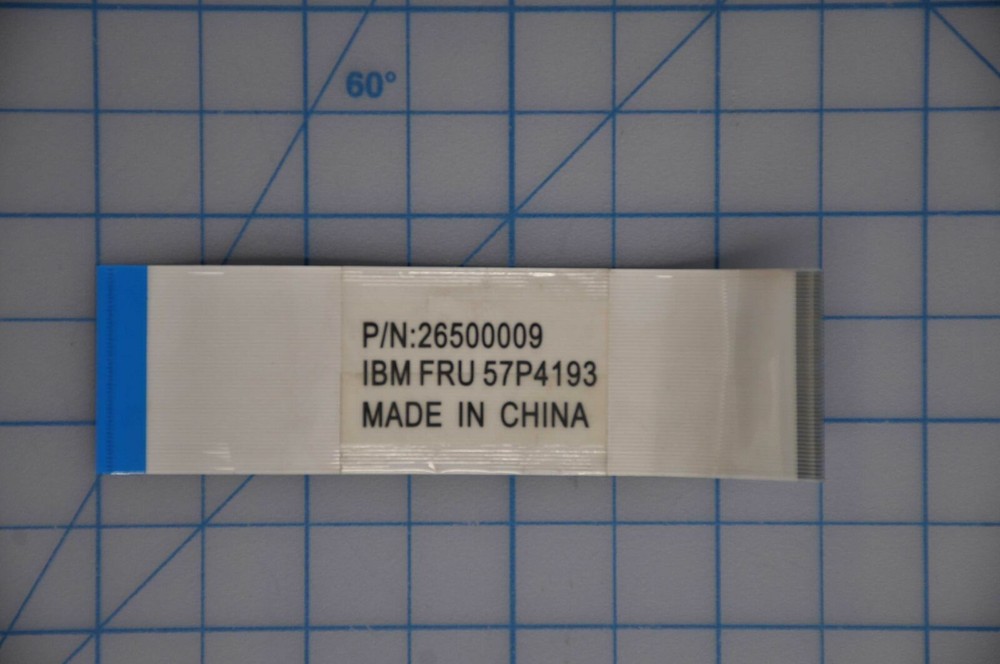 60°
P/N:26500009
IBM FRU 57P4193
MADE IN CHINA